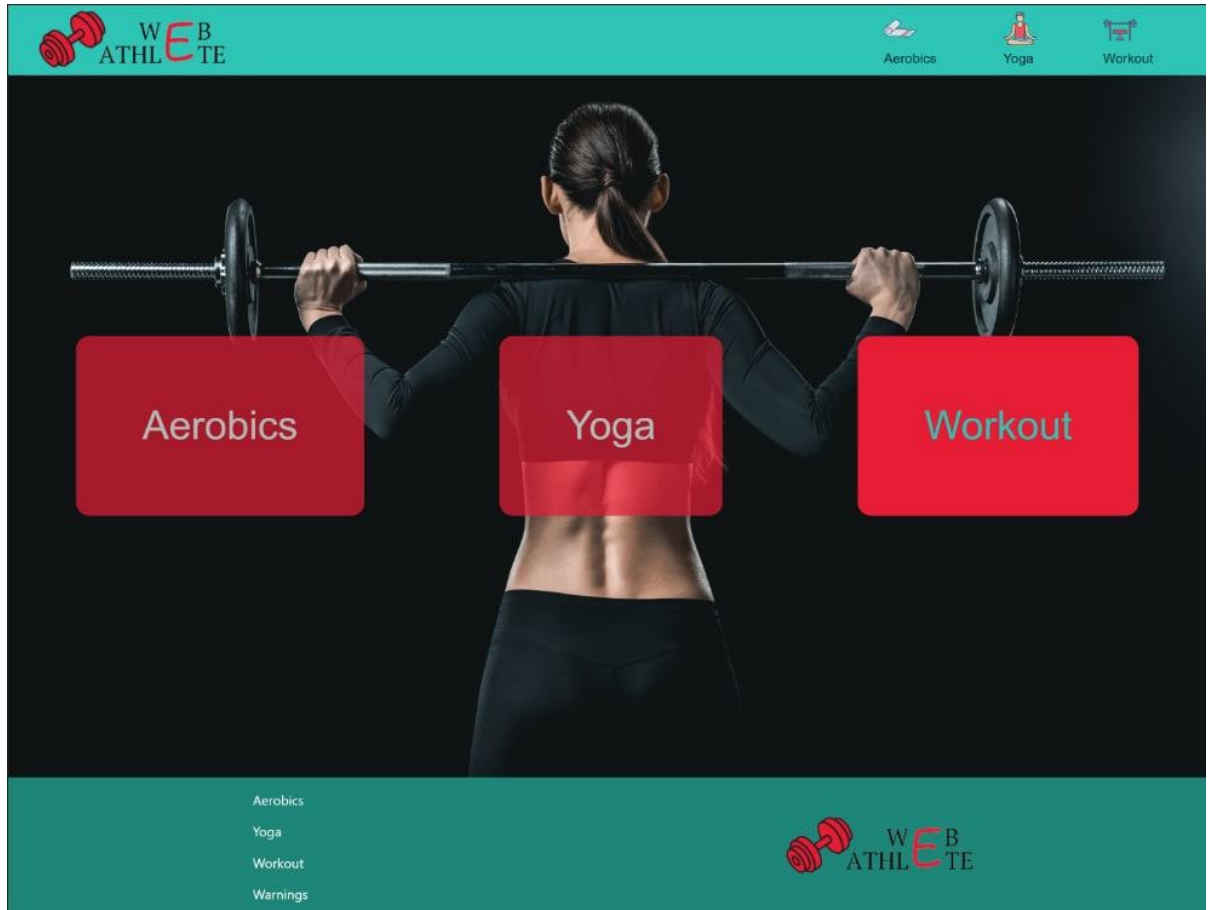 WEB
ATHLETE
Aerobics
Yoga
Workout
Aerobics
Yoga
Workout
Aerobics
Yoga
Workout
Warnings
WEB
ATHLETE